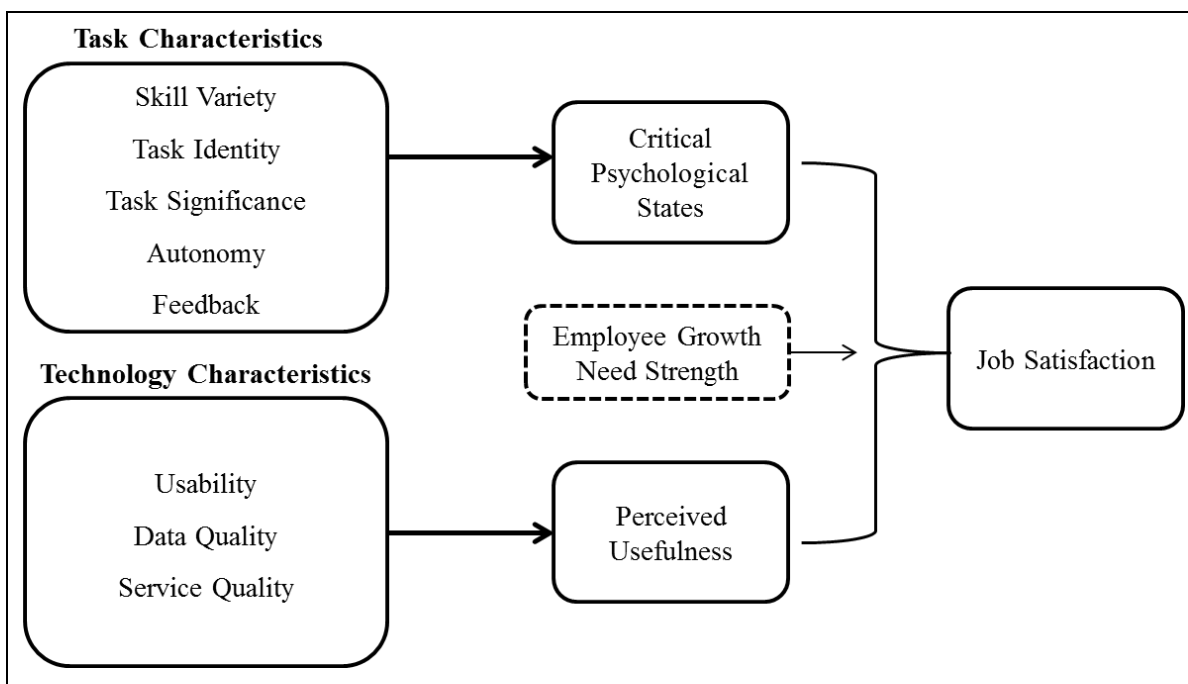 Task Characteristics
Skill Variety
Task Identity
Task Significance
Autonomy
Feedback
Technology Characteristics
Usability
Data Quality
Service Quality
Critical
Psychological
States
Employee Growth
Need Strength
Perceived
Usefulness
Job Satisfaction